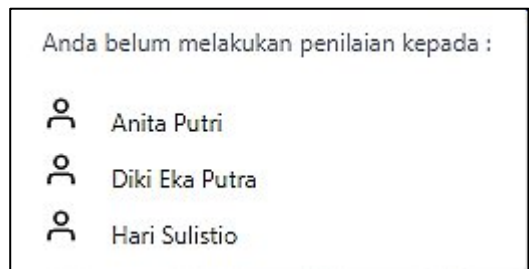 Anda belum melakukan penilaian kepada :
Anita Putri
Diki Eka Putra
Hari Sulistio